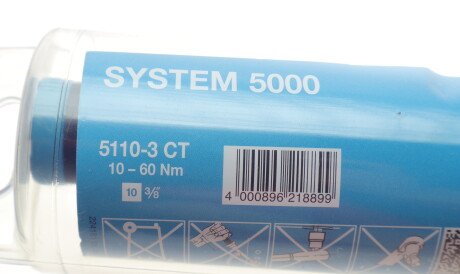 SYSTEM 5000
5110-3 CT
10 – 60 Nm
10 3/8"
4 000896 218899